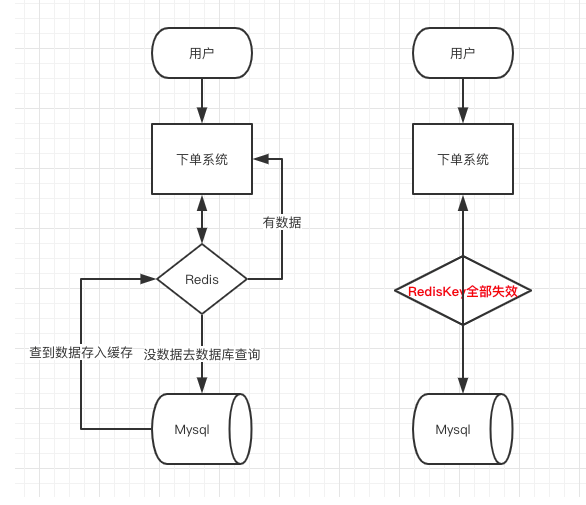 用户
下单系统
有数据
Redis
查到数据存入缓存
没数据去数据库查询
Mysql
用户
下单系统
RedisKey全部失效
Mysql